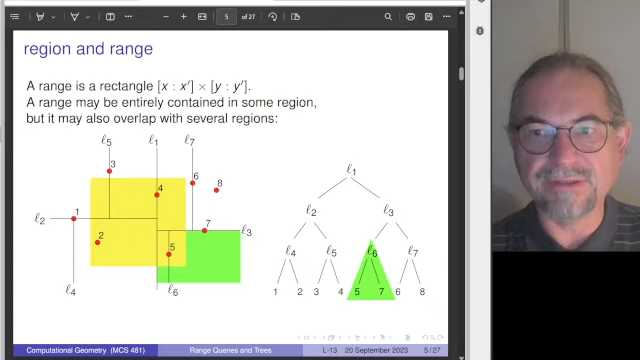 5 of 27
region and range
A range is a rectangle [x : x′] × [y : y′].
A range may be entirely contained in some region,
but it may also overlap with several regions:
ℓ5 ℓ1 ℓ7
3
6
8
4
1
ℓ2
7
ℓ3
2
5
ℓ4 ℓ6
ℓ1
ℓ2 ℓ3
ℓ4 ℓ5 ℓ6 ℓ7
1 2 3 4 5 7 6 8
Computational Geometry (MCS 481) Range Queries and Trees L-13 20 September 2023 5 / 27